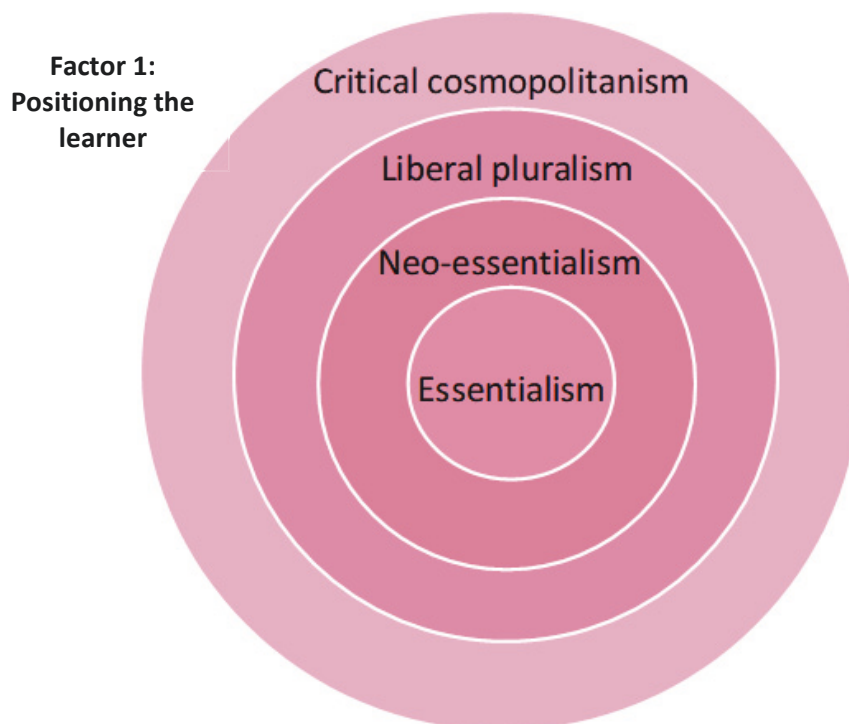 Factor 1:
Positioning the
learner
Critical cosmopolitanism
Liberal pluralism
Neo-essentialism
Essentialism